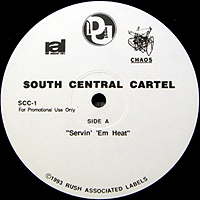 ral
CHAOS
SOUTH CENTRAL CARTEL
SCC-1
For Promotional Use Only
SIDE A
"Servin' 'Em Heat"
©1993 RUSH ASSOCIATED LABELS